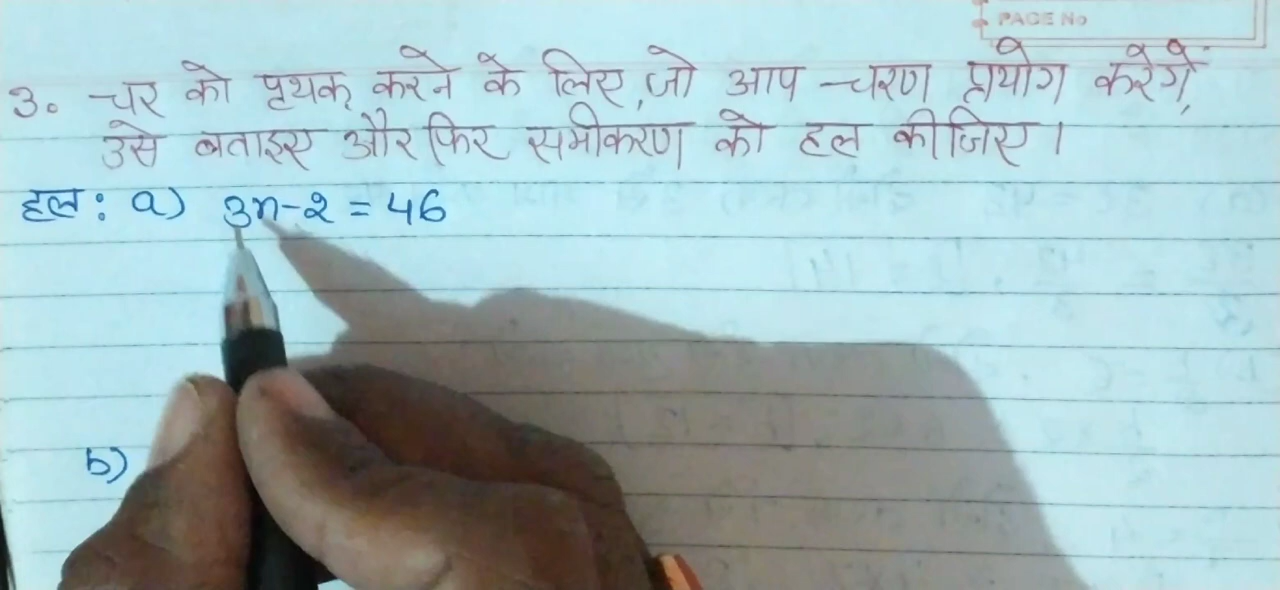 PAGE No
3. चर को पृथक् करने के लिए, जो आप चरण प्रयोग करेगें,
उसे बताइए और फिर समीकरण को हल कीजिए।
हल: a) 3n-2 = 46
b)